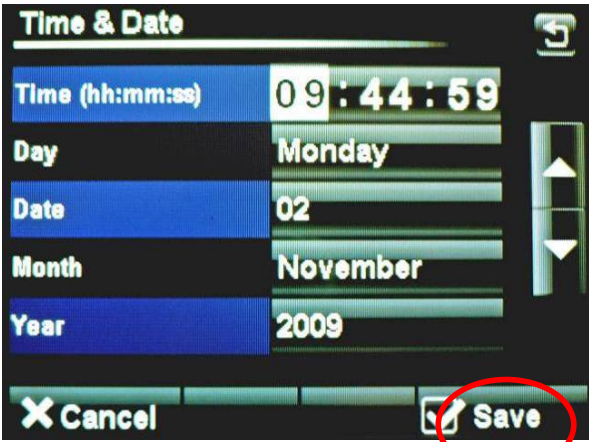 Time & Date
Time (hh:mm:ss) 09:44:59
Day Monday
Date 02
Month November
Year 2009
Cancel Save